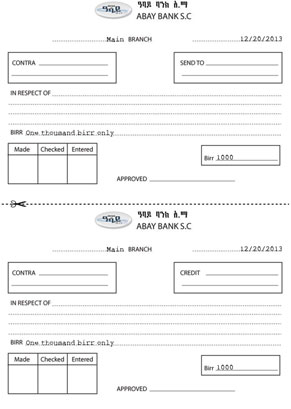 ዓባይ ባንክ አ.ማ
ABAY BANK S.C
Main BRANCH 12/20/2013
CONTRA
SEND TO
IN RESPECT OF
BIRR One thousand birr only
Made Checked Entered
Birr 1000
APPROVED
ዓባይ ባንክ አ.ማ
ABAY BANK S.C
Main BRANCH 12/20/2013
CONTRA
CREDIT
IN RESPECT OF
BIRR One thousand birr only
Made Checked Entered
Birr 1000
APPROVED